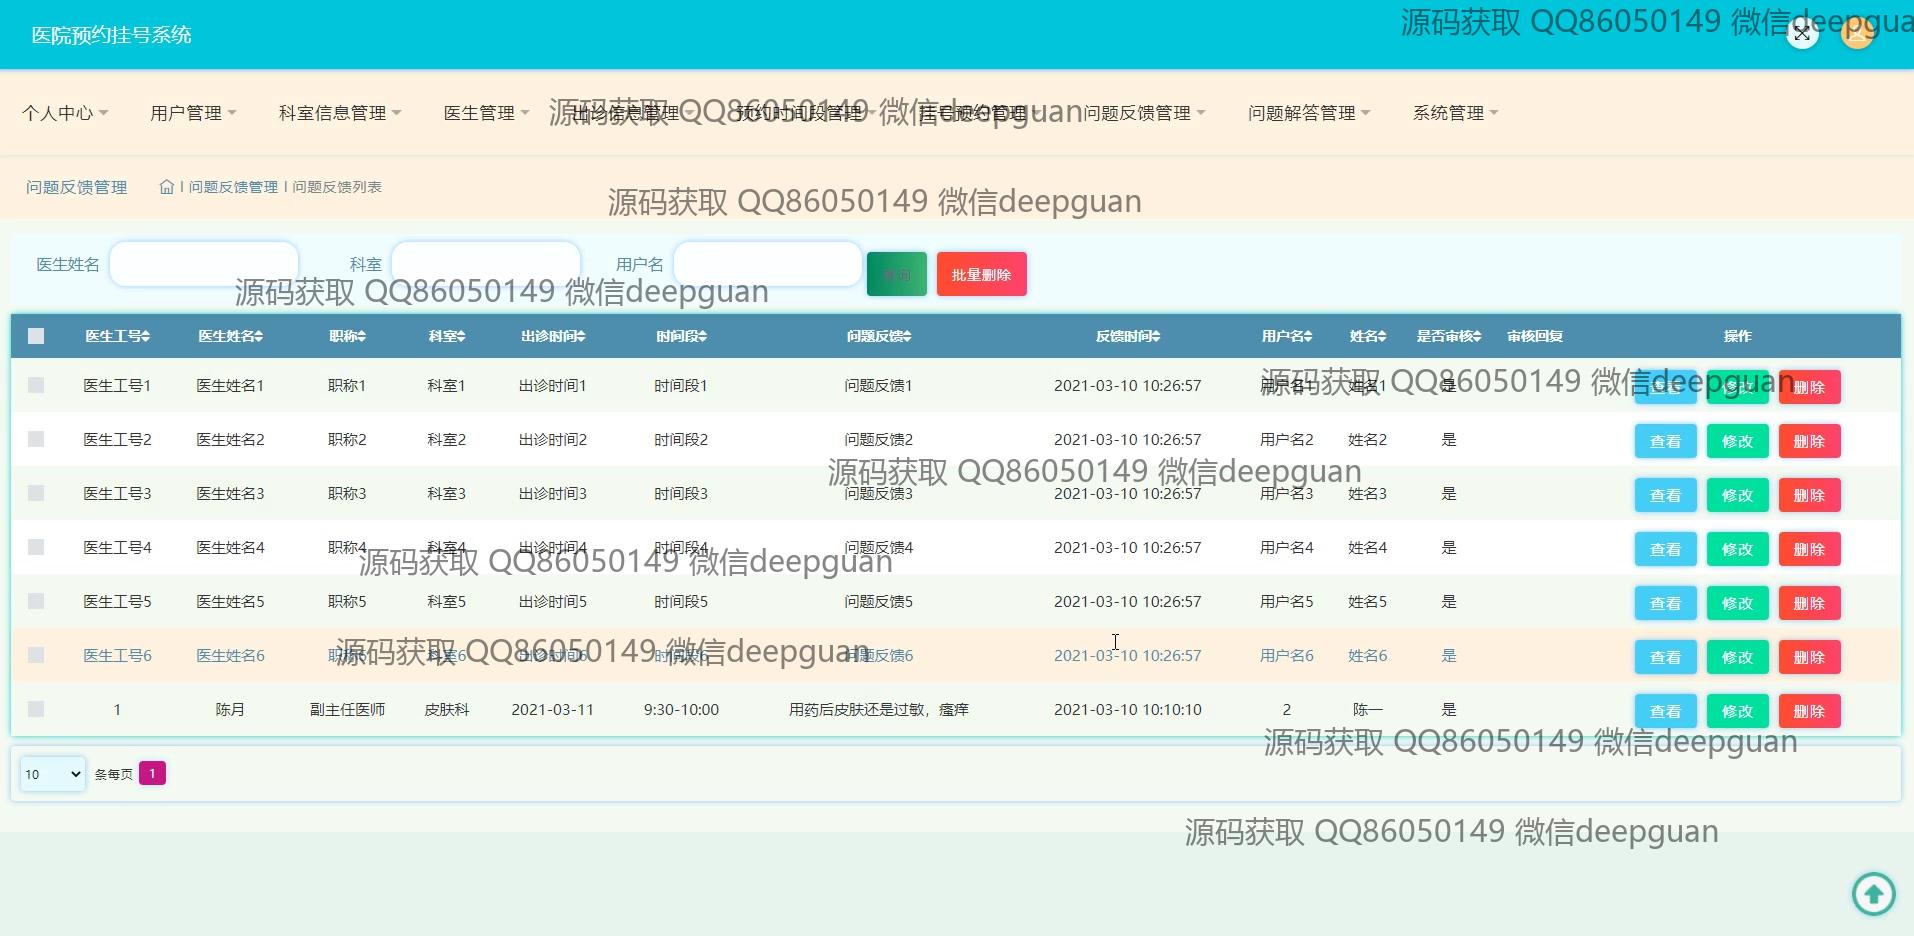 医院预约挂号系统
源码获取 QQ86050149 微信deepgua
个人中心 用户管理 科室信息管理 医生管理 出诊信息管理 预约时间段管理 挂号预约管理 问题反馈管理 问题解答管理 系统管理
源码获取 QQ86050149 微信deepguan
问题反馈管理 问题反馈管理 问题反馈列表
源码获取 QQ86050149 微信deepguan
医生姓名 科室 用户名 查询 批量删除
源码获取 QQ86050149 微信deepguan
医生工号 医生姓名 职称 科室 出诊时间 时间段 问题反馈 反馈时间 用户名 姓名 是否审核 审核回复 操作
医生工号1 医生姓名1 职称1 科室1 出诊时间1 时间段1 问题反馈1 2021-03-10 10:26:57 用户名1 姓名1 是 查看 修改 删除
源码获取 QQ86050149 微信deepguan
医生工号2 医生姓名2 职称2 科室2 出诊时间2 时间段2 问题反馈2 2021-03-10 10:26:57 用户名2 姓名2 是 查看 修改 删除
源码获取 QQ86050149 微信deepguan
医生工号3 医生姓名3 职称3 科室3 出诊时间3 时间段3 问题反馈3 2021-03-10 10:26:57 用户名3 姓名3 是 查看 修改 删除
医生工号4 医生姓名4 职称4 科室4 出诊时间4 时间段4 问题反馈4 2021-03-10 10:26:57 用户名4 姓名4 是 查看 修改 删除
源码获取 QQ86050149 微信deepguan
医生工号5 医生姓名5 职称5 科室5 出诊时间5 时间段5 问题反馈5 2021-03-10 10:26:57 用户名5 姓名5 是 查看 修改 删除
医生工号6 医生姓名6 职称6 科室6 出诊时间6 时间段6 问题反馈6 2021-03-10 10:26:57 用户名6 姓名6 是 查看 修改 删除
源码获取 QQ86050149 微信deepguan
1 陈月 副主任医师 皮肤科 2021-03-11 9:30-10:00 用药后皮肤还是过敏，瘙痒 2021-03-10 10:10:10 2 陈一 是 查看 修改 删除
源码获取 QQ86050149 微信deepguan
10 条每页 1
源码获取 QQ86050149 微信deepguan